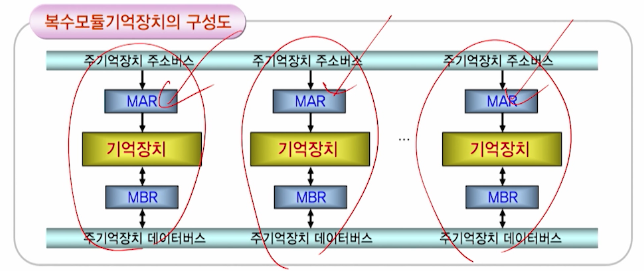 복수모듈기억장치의 구성도
주기억장치 주소버스 주기억장치 주소버스 주기억장치 주소버스
MAR MAR MAR
기억장치 기억장치 ... 기억장치
MBR MBR MBR
주기억장치 데이터버스 주기억장치 데이터버스 주기억장치 데이터버스